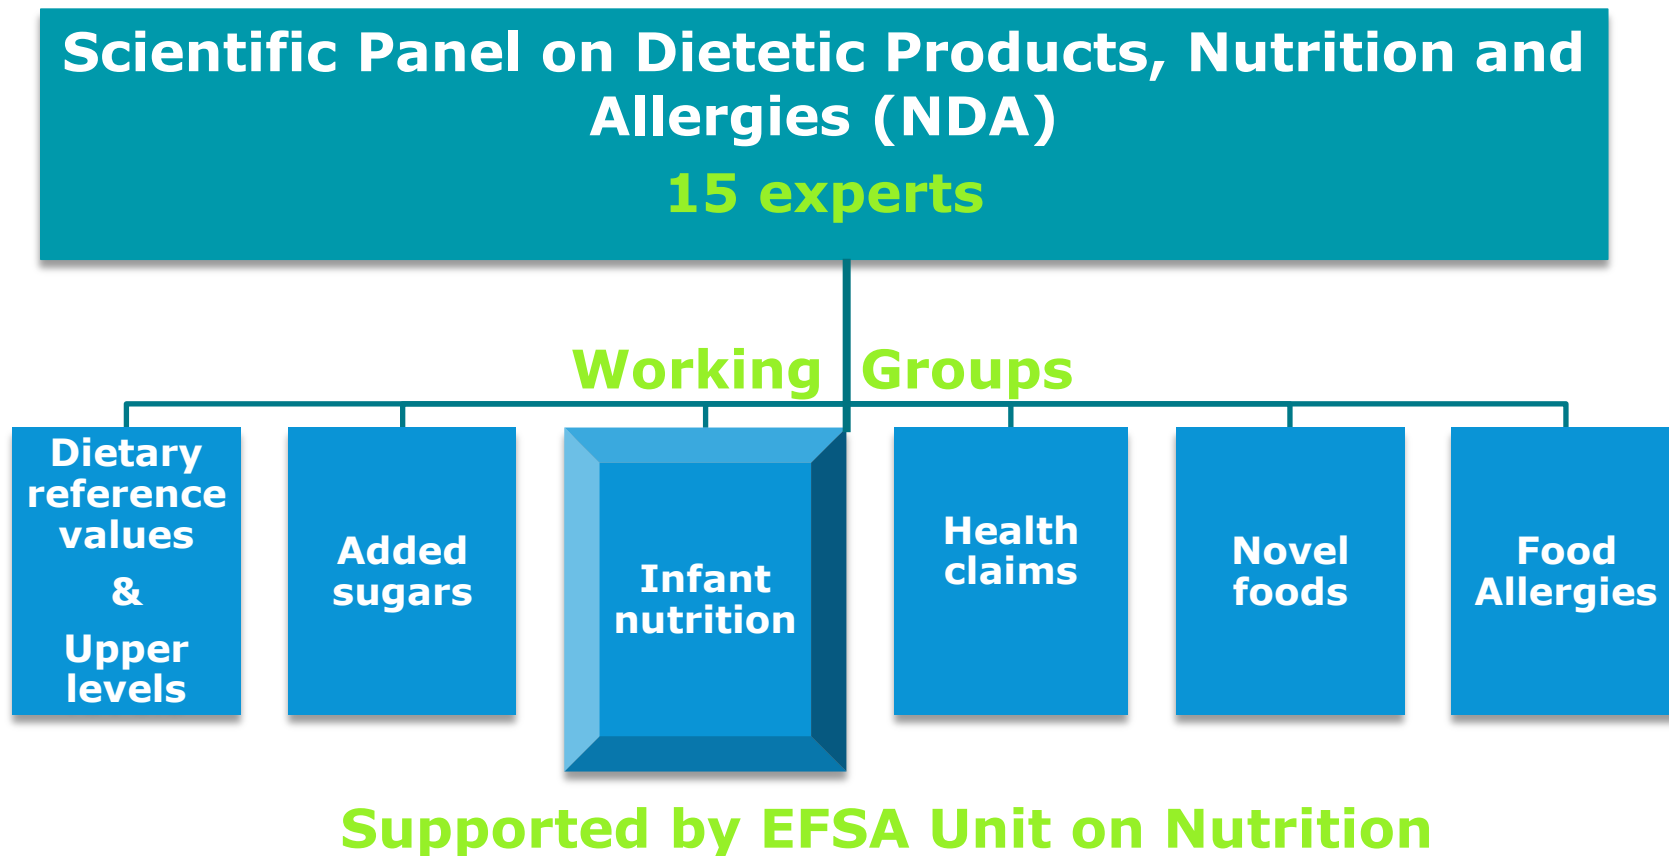 Scientific Panel on Dietetic Products, Nutrition and
Allergies (NDA)
15 experts
Working Groups
Dietary
reference
values
&
Upper
levels
Added
sugars
Infant
nutrition
Health
claims
Novel
foods
Food
Allergies
Supported by EFSA Unit on Nutrition